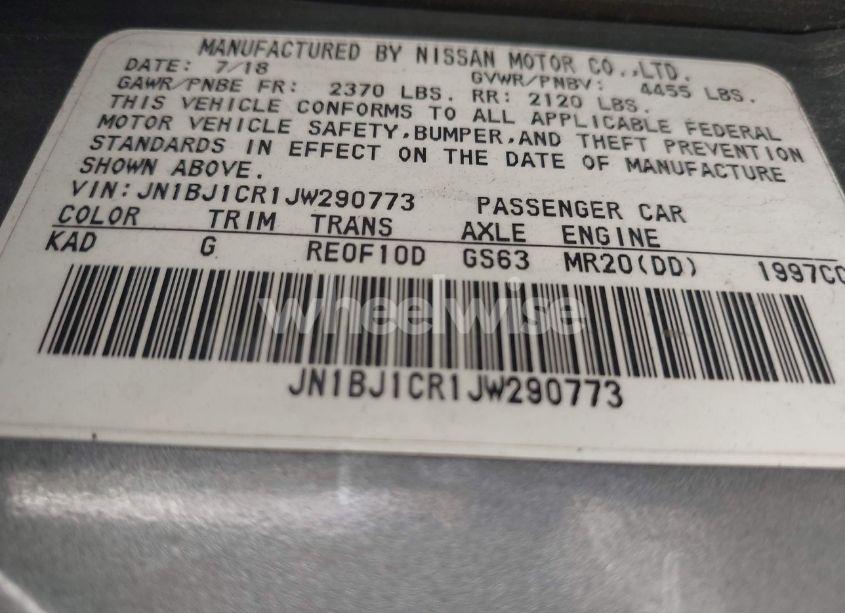 MANUFACTURED BY NISSAN MOTOR CO.,LTD.
DATE: 7/18 GVWR/PNBV: 4455 LBS.
GAWR/PNBE FR: 2370 LBS. RR: 2120 LBS.
THIS VEHICLE CONFORMS TO ALL APPLICABLE FEDERAL
MOTOR VEHICLE SAFETY,BUMPER,AND THEFT PREVENTION
STANDARDS IN EFFECT ON THE DATE OF MANUFACTURE
SHOWN ABOVE.
VIN:JN1BJ1CR1JW290773 PASSENGER CAR
COLOR TRIM TRANS AXLE ENGINE
KAD G RE0F10D GS63 MR20(DD) 1997CC
wheelwise
JN1BJ1CR1JW290773